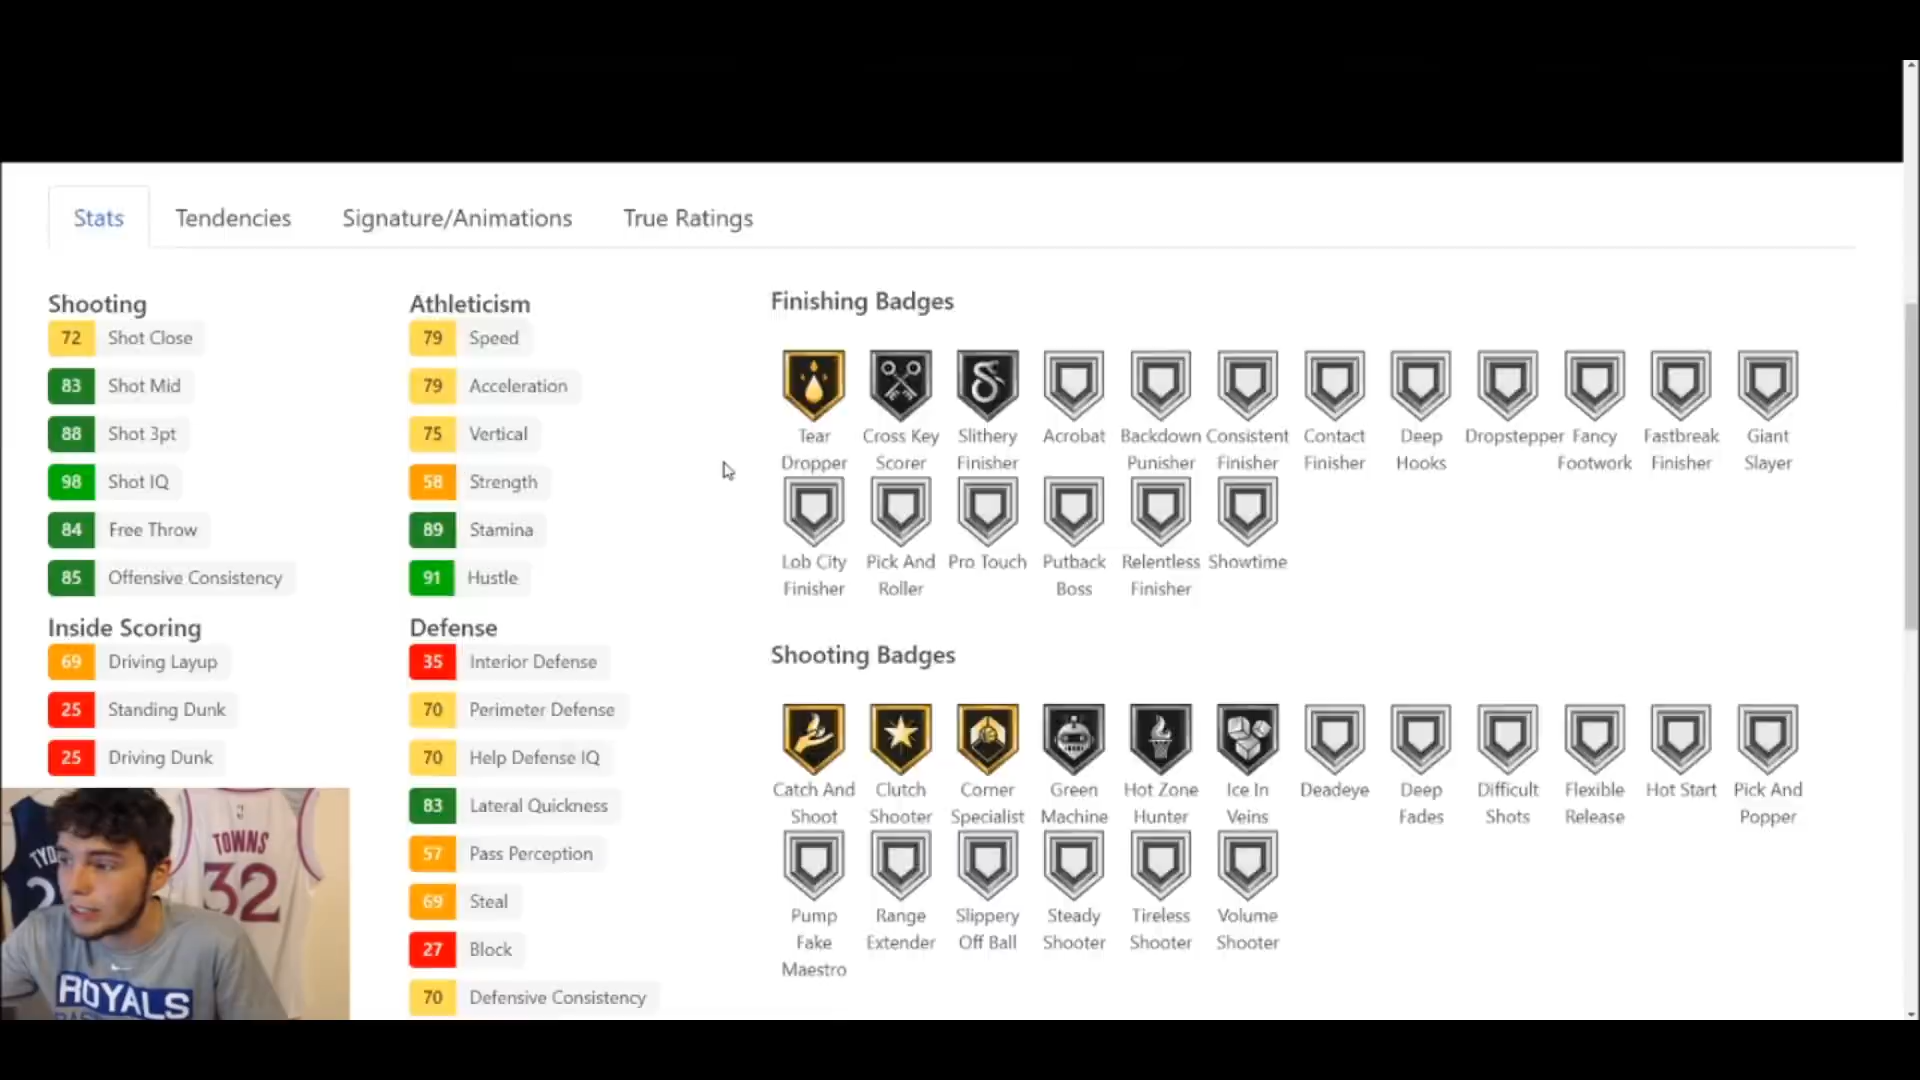 Stats
Tendencies
Signature/Animations
True Ratings
Shooting
72 Shot Close
83 Shot Mid
88 Shot 3pt
98 Shot IQ
84 Free Throw
85 Offensive Consistency
Inside Scoring
69 Driving Layup
25 Standing Dunk
25 Driving Dunk
Athleticism
79 Speed
79 Acceleration
75 Vertical
58 Strength
89 Stamina
91 Hustle
Defense
35 Interior Defense
70 Perimeter Defense
70 Help Defense IQ
83 Lateral Quickness
57 Pass Perception
69 Steal
27 Block
70 Defensive Consistency
Finishing Badges
Tear Cross Key Slithery Acrobat Backdown Consistent Contact Deep Dropstepper Fancy Fastbreak Giant
Dropper Scorer Finisher Punisher Finisher Finisher Hooks Footwork Finisher Slayer
Lob City Pick And Pro Touch Putback Relentless Showtime
Finisher Roller Boss Finisher
Shooting Badges
Catch And Clutch Corner Green Hot Zone Ice In Deadeye Deep Difficult Flexible Hot Start Pick And
Shoot Shooter Specialist Machine Hunter Veins Fades Shots Release Popper
Pump Range Slippery Steady Tireless Volume
Fake Extender Off Ball Shooter Shooter Shooter
Maestro
TOWNS
32
ROYALS